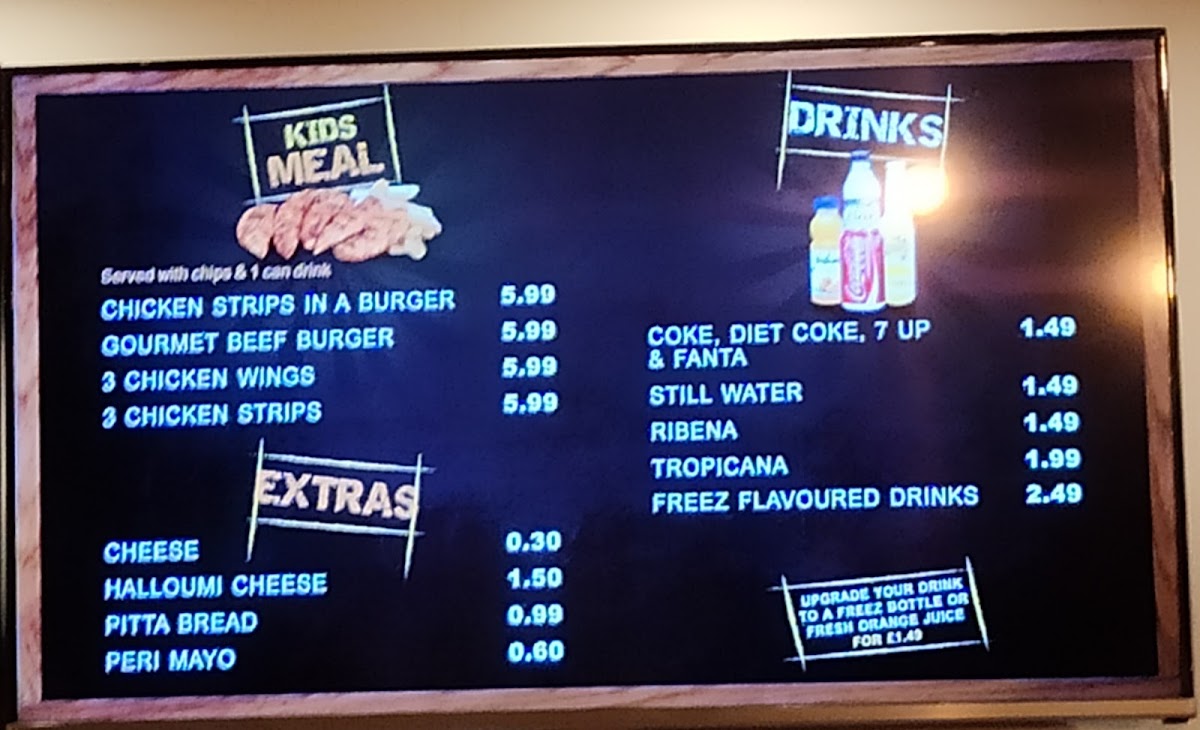 KIDS
MEAL
Served with chips & 1 can drink
CHICKEN STRIPS IN A BURGER 5.99
GOURMET BEEF BURGER 5.99
3 CHICKEN WINGS 5.99
3 CHICKEN STRIPS 5.99
EXTRAS
CHEESE 0.30
HALLOUMI CHEESE 1.50
PITTA BREAD 0.99
PERI MAYO 0.60
DRINKS
COKE, DIET COKE, 7 UP 1.49
& FANTA
STILL WATER 1.49
RIBENA 1.49
TROPICANA 1.99
FREEZ FLAVOURED DRINKS 2.49
UPGRADE YOUR DRINK
TO A FREEZ BOTTLE OR
FRESH ORANGE JUICE
FOR £1.49